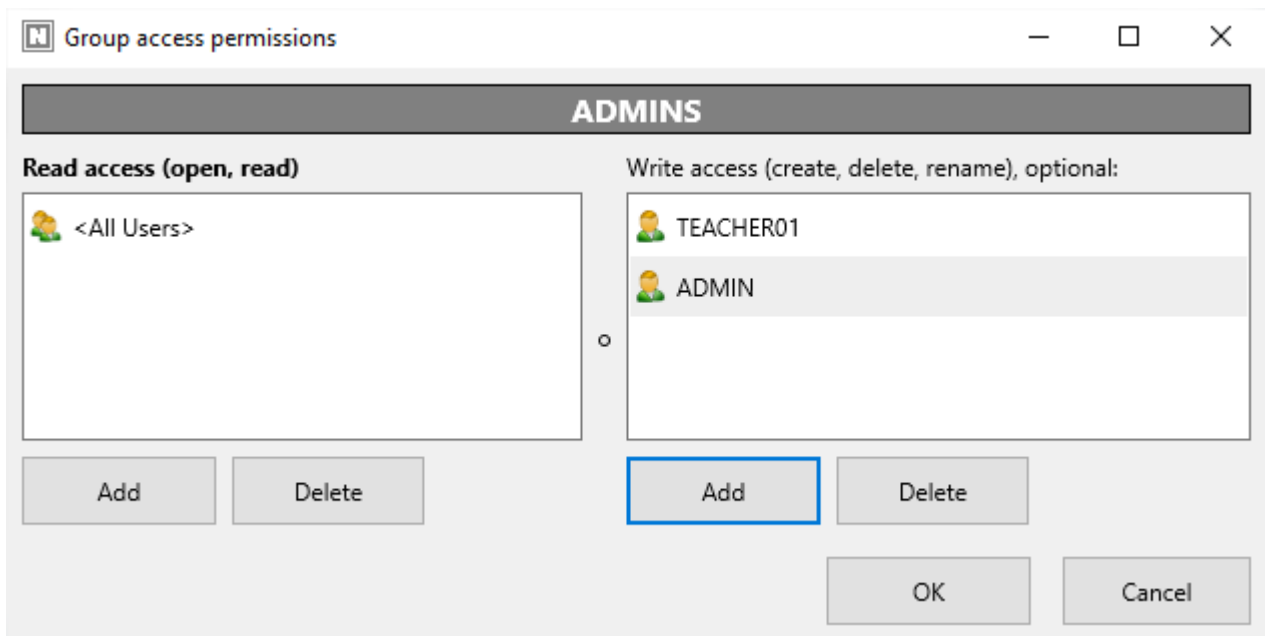 N Group access permissions
ADMINS
Read access (open, read)
Write access (create, delete, rename), optional:
<All Users>
TEACHER01
ADMIN
Add Delete
Add Delete
OK Cancel